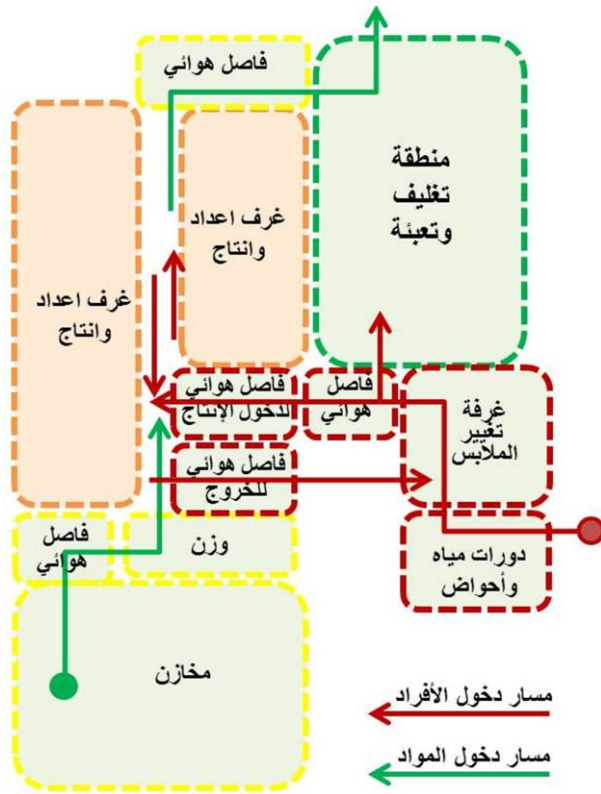 فاصل هوائي
منطقة
تغليف
وتعبئة
غرف اعداد
وانتاج
غرف اعداد
وانتاج
فاصل هوائي
لدخول الإنتاج
فاصل
هوائي
غرفة
تغيير
الملابس
فاصل هوائي
للخروج
فاصل
هوائي
وزن
دورات مياه
وأحواض
مخازن
مسار دخول الأفراد
مسار دخول المواد